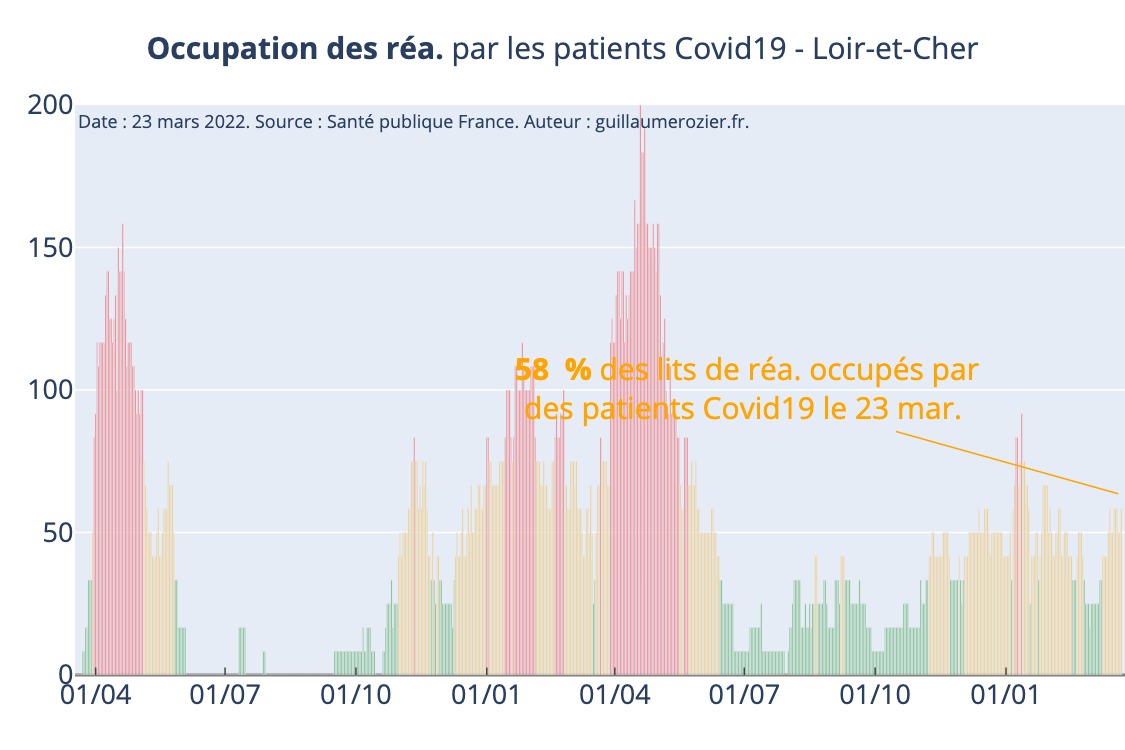 Occupation des réa. par les patients Covid19 - Loir-et-Cher
200
Date : 23 mars 2022. Source : Santé publique France. Auteur : guillaumerozier.fr.
150
58 % des lits de réa. occupés par
100
des patients Covid19 le 23 mar.
50
0
01/04 01/07 01/10 01/01 01/04 01/07 01/10 01/01